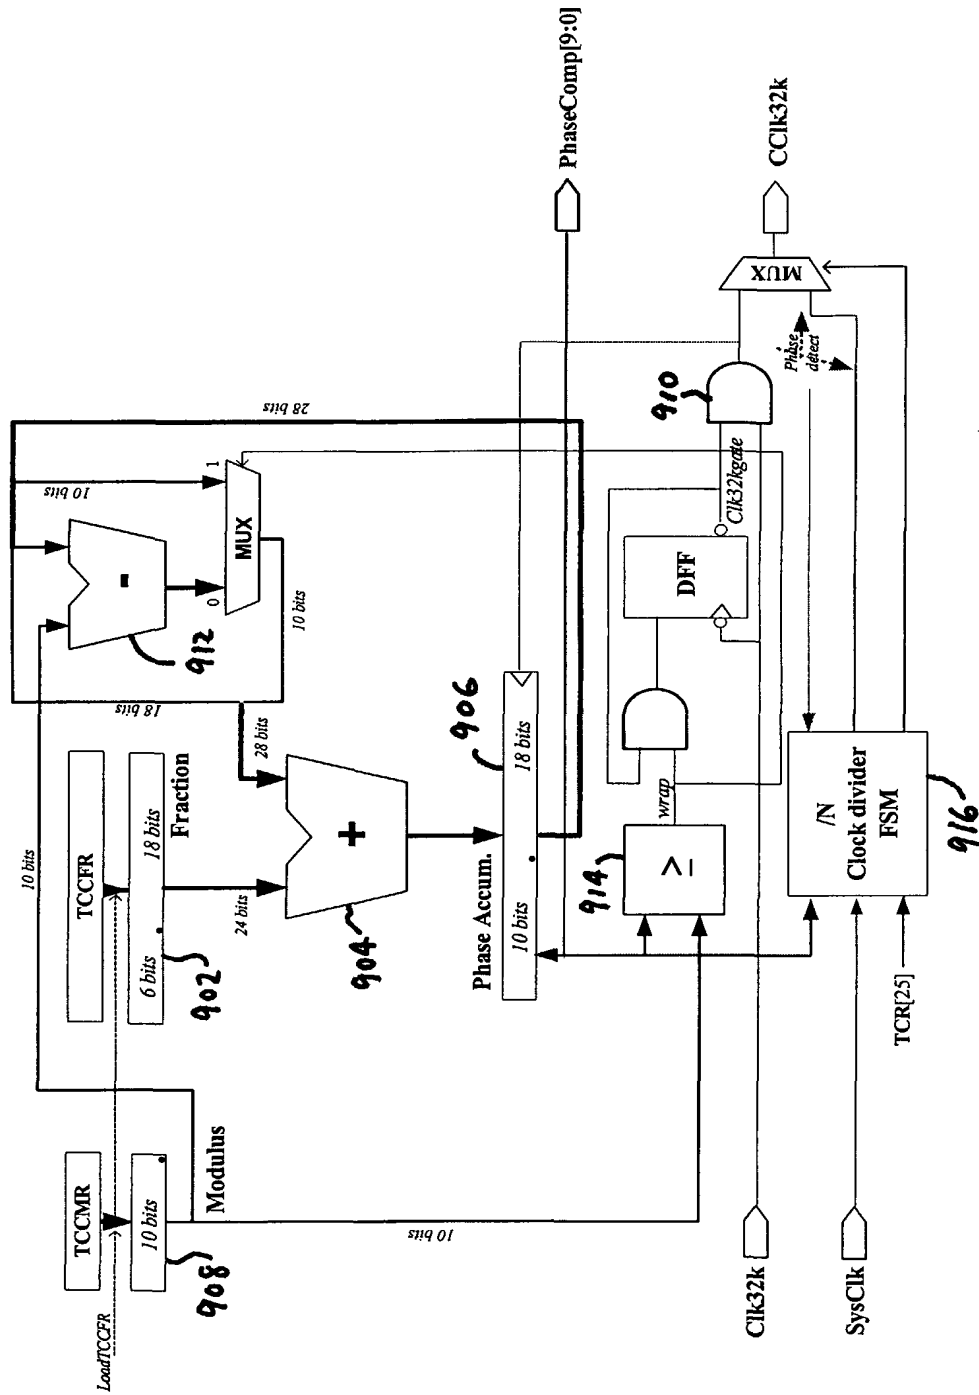 LoadTCCFR
TCCMR
10 bits
908
Modulus
10 bits
10 bits
TCCFR
6 bits
18 bits
902
Fraction
24 bits
28 bits
18 bits
+
904
-
912
10 bits
28 bits
0
1
MUX
10 bits
Phase Accum.
10 bits
18 bits
906
PhaseComp[9:0]
914
≥
wrap
DFF
Clk32kgate
910
MUX
CClk32k
Phase
detect
/N
Clock divider
FSM
916
Clk32k
SysClk
TCR[25]